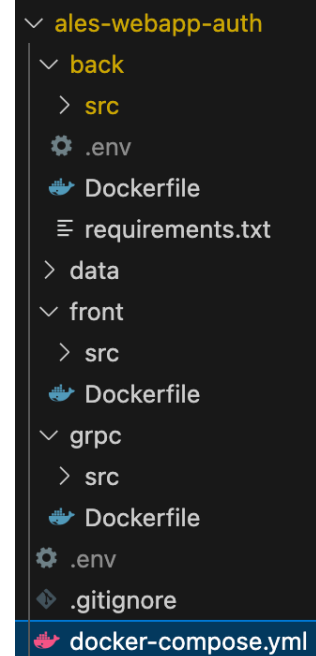 ales-webapp-auth
back
src
.env
Dockerfile
requirements.txt
data
front
src
Dockerfile
grpc
src
Dockerfile
.env
.gitignore
docker-compose.yml